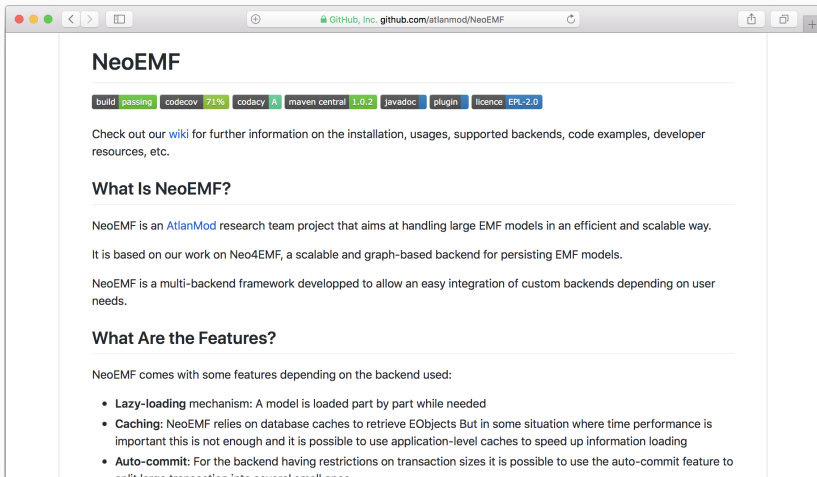 GitHub, Inc. github.com/atlanmod/NeoEMF
NeoEMF
build passing codecov 71% codacy A maven central 1.0.2 javadoc plugin licence EPL-2.0
Check out our wiki for further information on the installation, usages, supported backends, code examples, developer
resources, etc.
What Is NeoEMF?
NeoEMF is an AtlanMod research team project that aims at handling large EMF models in an efficient and scalable way.
It is based on our work on Neo4EMF, a scalable and graph-based backend for persisting EMF models.
NeoEMF is a multi-backend framework developped to allow an easy integration of custom backends depending on user
needs.
What Are the Features?
NeoEMF comes with some features depending on the backend used:
• Lazy-loading mechanism: A model is loaded part by part while needed
• Caching: NeoEMF relies on database caches to retrieve EObjects But in some situation where time performance is
important this is not enough and it is possible to use application-level caches to speed up information loading
• Auto-commit: For the backend having restrictions on transaction sizes it is possible to use the auto-commit feature to